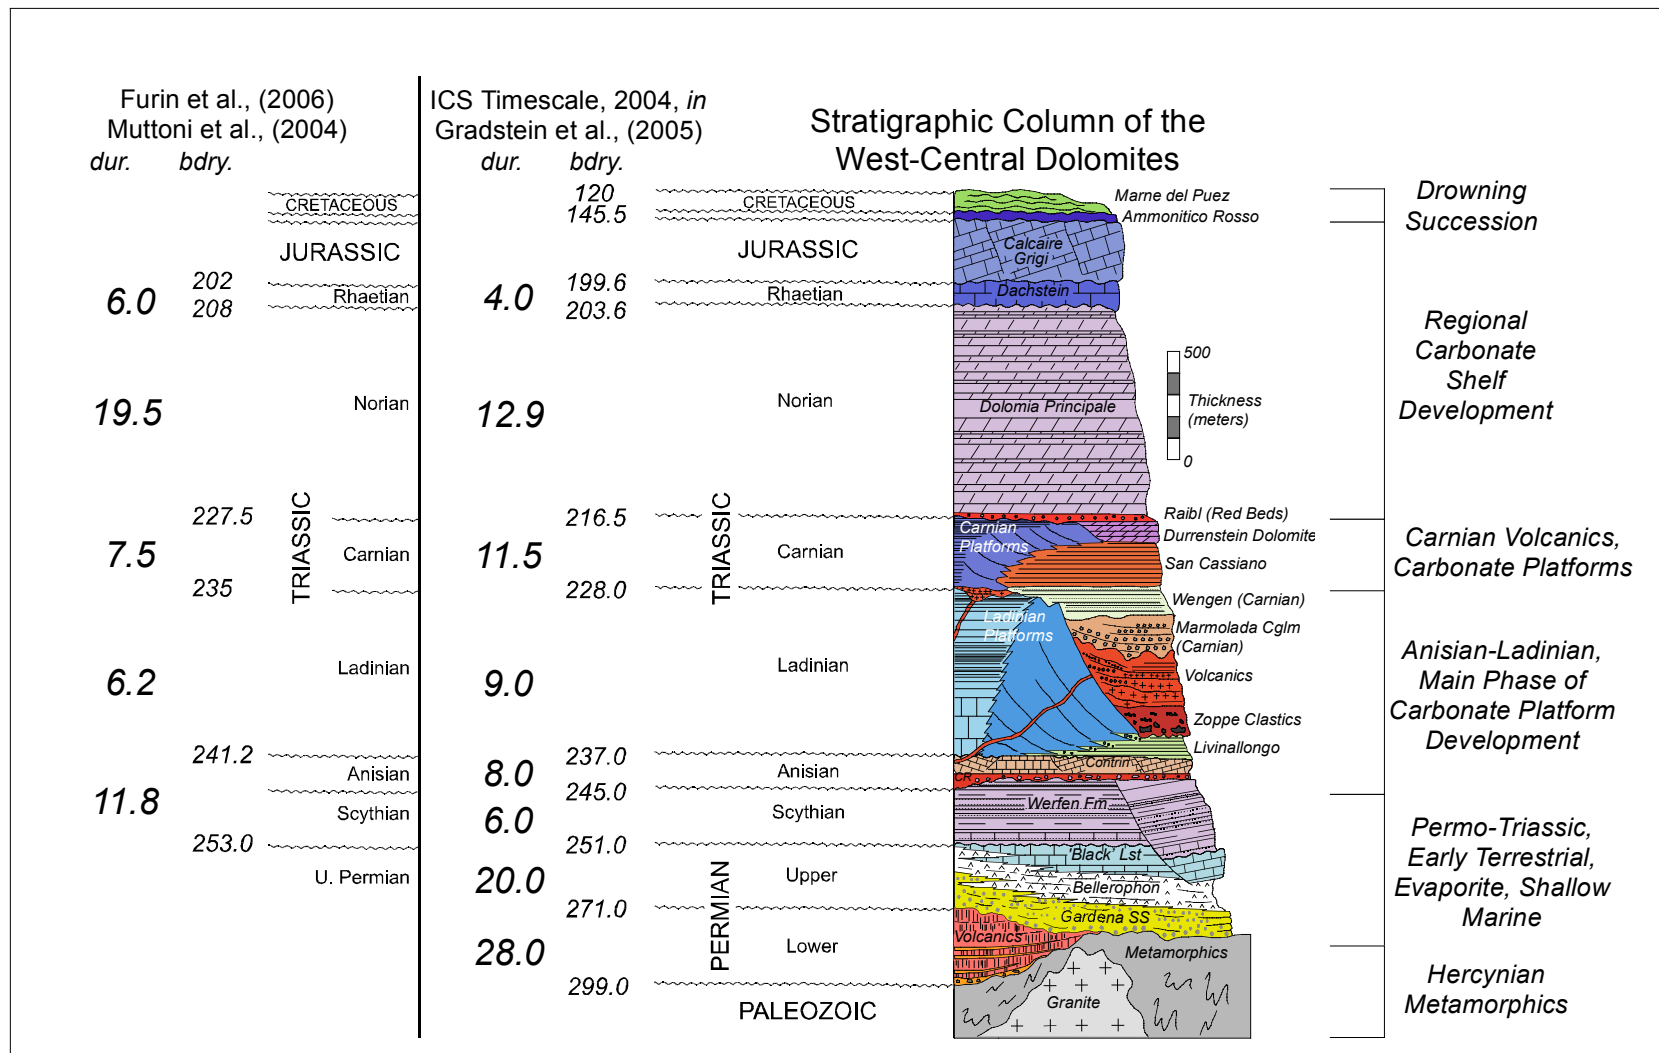 Furin et al., (2006)
Muttoni et al., (2004)
dur. bdry.
CRETACEOUS
JURASSIC
202
6.0 Rhaetian
208
19.5 Norian
227.5
TRIASSIC
7.5 Carnian
235
6.2 Ladinian
241.2
Anisian
11.8
Scythian
253.0
U. Permian
ICS Timescale, 2004, in
Gradstein et al., (2005)
dur. bdry.
120
CRETACEOUS
145.5
JURASSIC
199.6
4.0 Rhaetian
203.6
12.9 Norian
216.5
TRIASSIC
11.5 Carnian
228.0
9.0 Ladinian
237.0
8.0 Anisian
245.0
6.0 Scythian
251.0
PERMIAN
20.0 Upper
271.0
28.0 Lower
299.0
PALEOZOIC
Stratigraphic Column of the
West-Central Dolomites
Marne del Puez
Ammonitico Rosso
Calcaire
Grigi
Dachstein
Dolomia Principale
500
Thickness
(meters)
0
Raibl (Red Beds)
Carnian
Platforms
Durrenstein Dolomite
San Cassiano
Wengen (Carnian)
Ladinian
Platforms
Marmolada Cglm
(Carnian)
Volcanics
Zoppe Clastics
Livinallongo
Contrin
CR
Werfen Fm
'Black' Lst
Bellerophon
Gardena SS
Volcanics
Metamorphics
Granite
Drowning
Succession
Regional
Carbonate
Shelf
Development
Carnian Volcanics,
Carbonate Platforms
Anisian-Ladinian,
Main Phase of
Carbonate Platform
Development
Permo-Triassic,
Early Terrestrial,
Evaporite, Shallow
Marine
Hercynian
Metamorphics